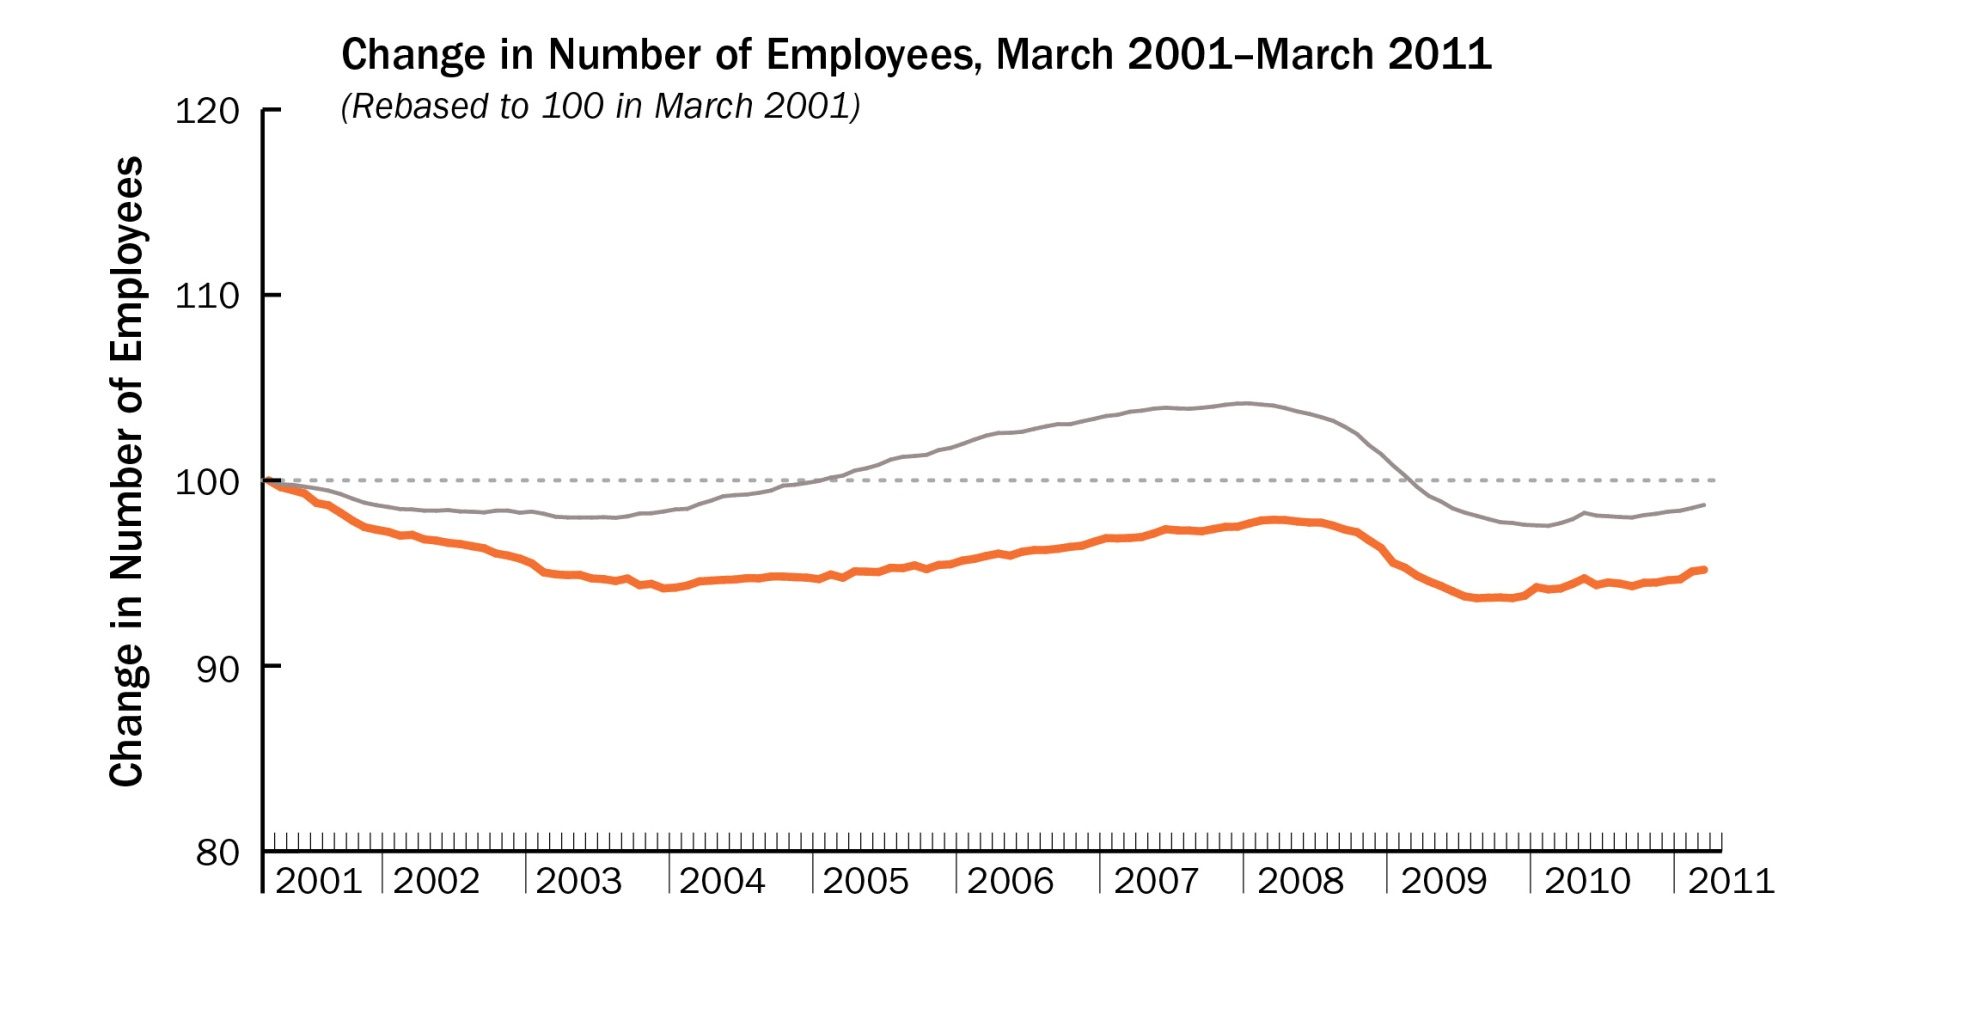 Change in Number of Employees, March 2001–March 2011
(Rebased to 100 in March 2001)
Change in Number of Employees
120
110
100
90
80
2001 2002 2003 2004 2005 2006 2007 2008 2009 2010 2011